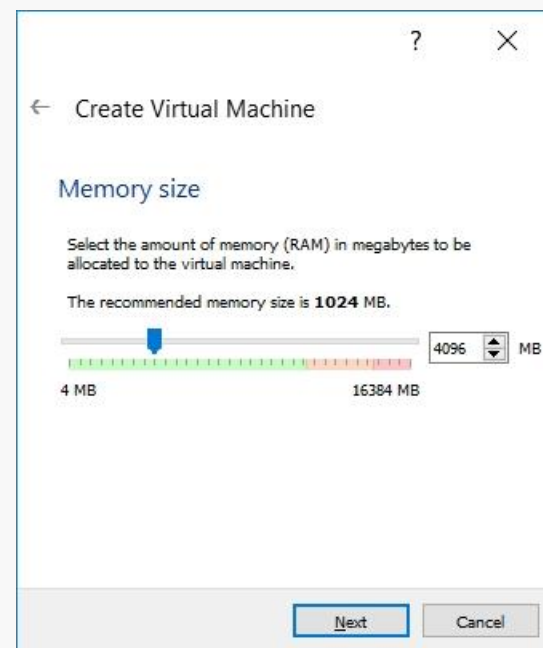 ?
Create Virtual Machine
Memory size
Select the amount of memory (RAM) in megabytes to be
allocated to the virtual machine.
The recommended memory size is 1024 MB.
4096 MB
4 MB 16384 MB
Next Cancel